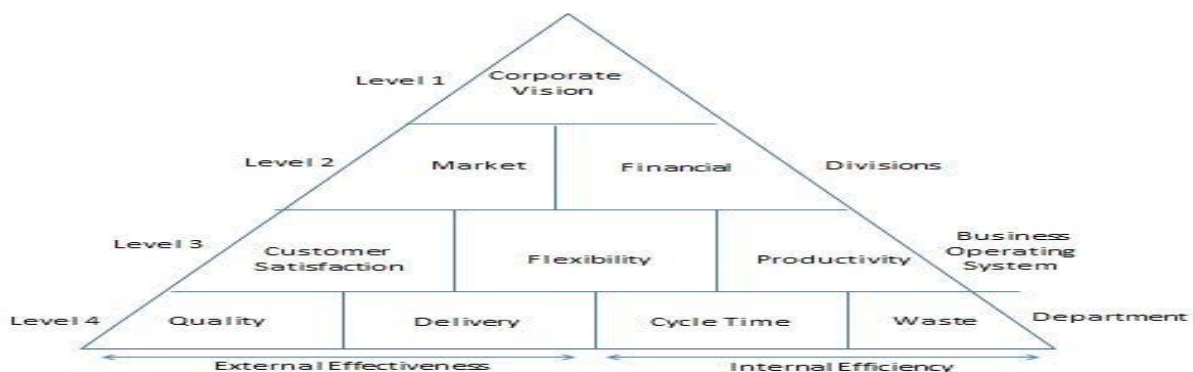 Level 1
Corporate
Vision
Level 2
Market
Financial
Divisions
Level 3
Customer
Satisfaction
Flexibility
Productivity
Business
Operating
System
Level 4
Quality
Delivery
Cycle Time
Waste
Department
External Effectiveness
Internal Efficiency